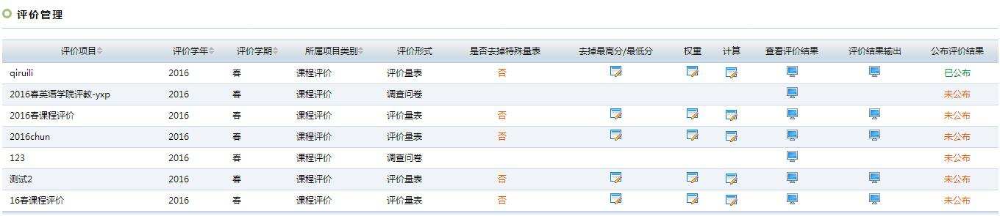 评价管理
评价项目 评价学年 评价学期 所属项目类别 评价形式 是否去掉特殊量表 去掉最高分/最低分 权重 计算 查看评价结果 评价结果输出 公布评价结果
qiruili 2016 春 课程评价 评价量表 否 已公布
2016春英语学院评教-yxp 2016 春 课程评价 调查问卷 未公布
2016春课程评价 2016 春 课程评价 评价量表 否 未公布
2016chun 2016 春 课程评价 评价量表 否 未公布
123 2016 春 课程评价 调查问卷 未公布
测试2 2016 春 课程评价 评价量表 否 未公布
16春课程评价 2016 春 课程评价 评价量表 否 未公布